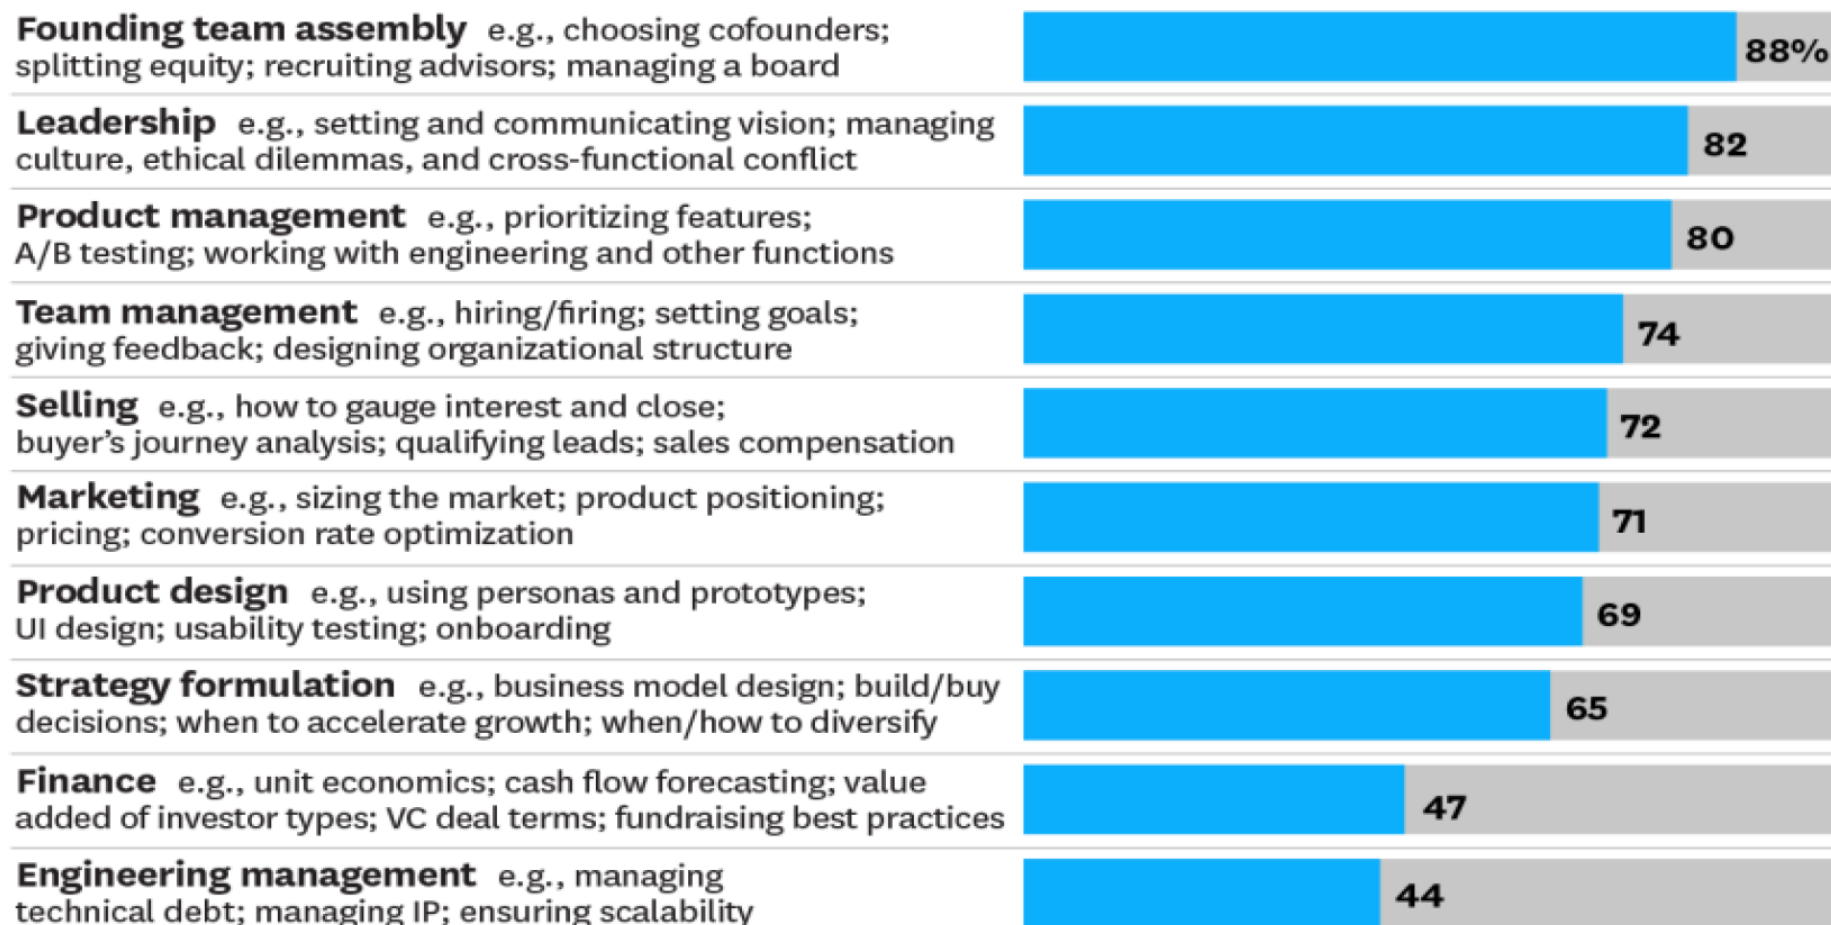 Founding team assembly e.g., choosing cofounders;
splitting equity; recruiting advisors; managing a board
88%
Leadership e.g., setting and communicating vision; managing
culture, ethical dilemmas, and cross-functional conflict
82
Product management e.g., prioritizing features;
A/B testing; working with engineering and other functions
80
Team management e.g., hiring/firing; setting goals;
giving feedback; designing organizational structure
74
Selling e.g., how to gauge interest and close;
buyer’s journey analysis; qualifying leads; sales compensation
72
Marketing e.g., sizing the market; product positioning;
pricing; conversion rate optimization
71
Product design e.g., using personas and prototypes;
UI design; usability testing; onboarding
69
Strategy formulation e.g., business model design; build/buy
decisions; when to accelerate growth; when/how to diversify
65
Finance e.g., unit economics; cash flow forecasting; value
added of investor types; VC deal terms; fundraising best practices
47
Engineering management e.g., managing
technical debt; managing IP; ensuring scalability
44